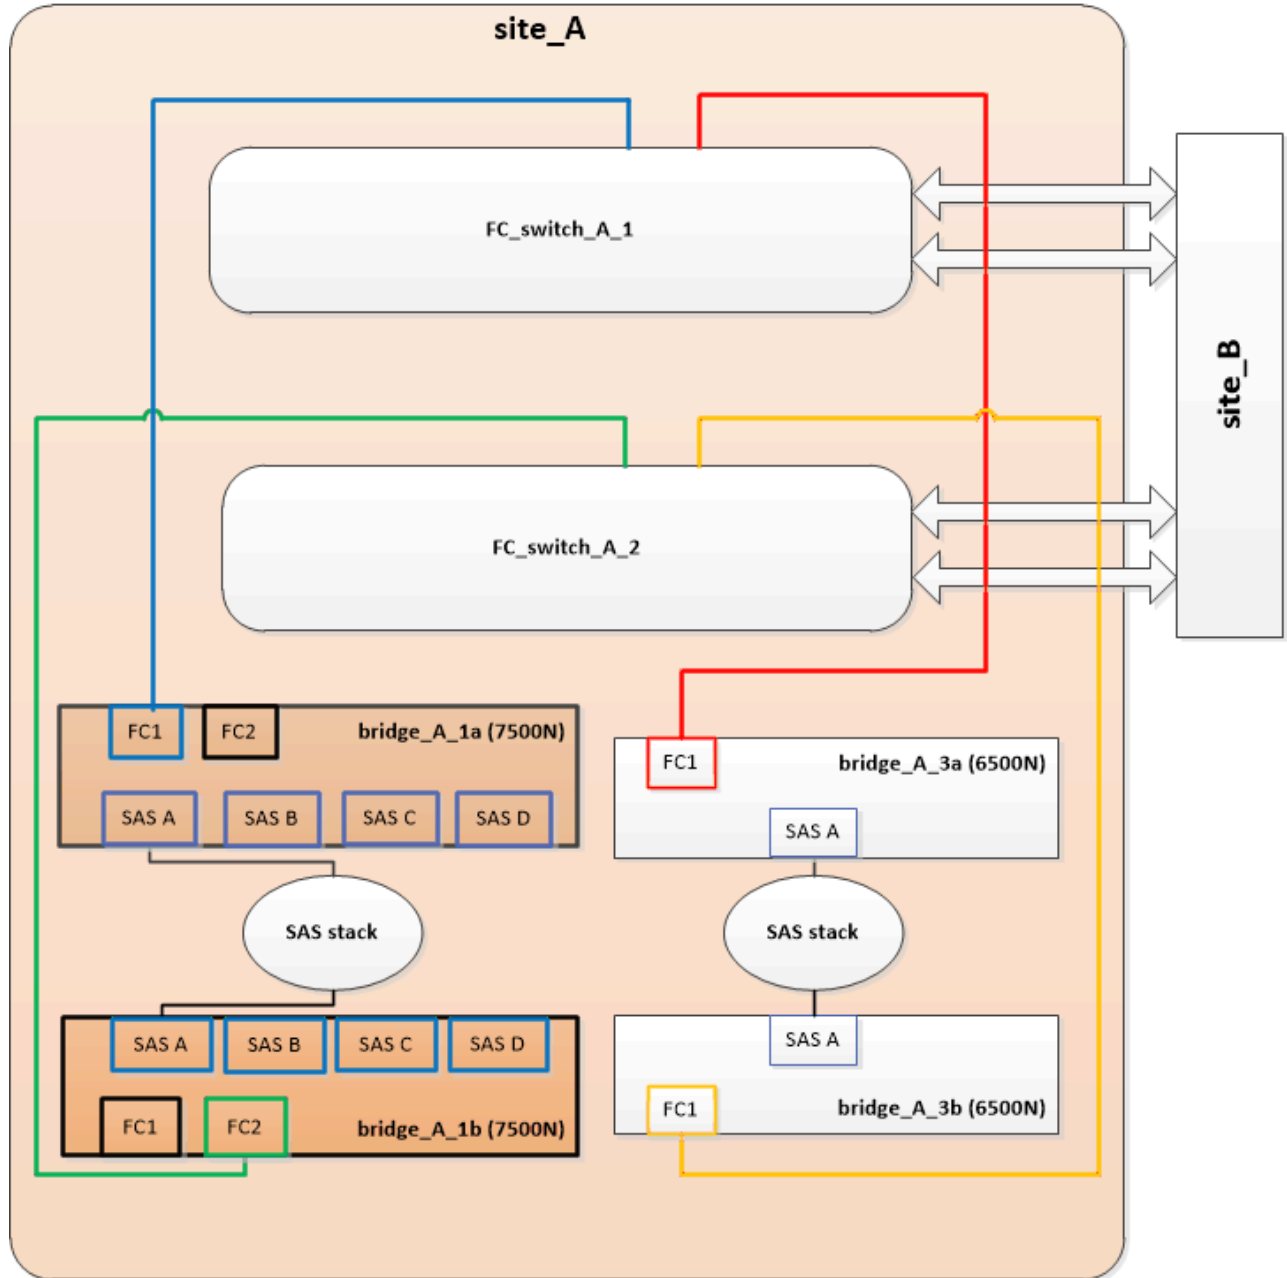 site_A
FC_switch_A_1
site_B
FC_switch_A_2
FC1
FC2
bridge_A_1a (7500N)
SAS A
SAS B
SAS C
SAS D
FC1
bridge_A_3a (6500N)
SAS A
SAS stack
SAS stack
SAS A
SAS B
SAS C
SAS D
FC1
FC2
bridge_A_1b (7500N)
SAS A
FC1
bridge_A_3b (6500N)